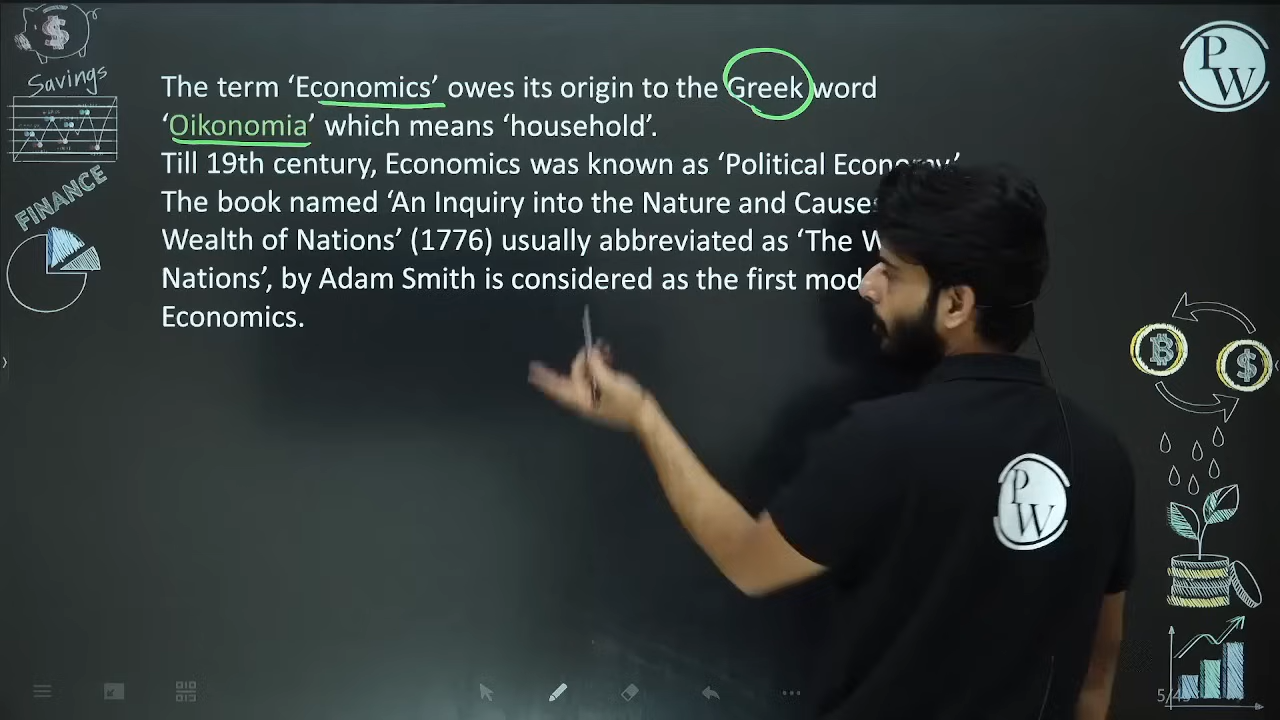 Savings
FINANCE
The term ‘Economics’ owes its origin to the Greek word
‘Oikonomia’ which means ‘household’.
Till 19th century, Economics was known as ‘Political Economy’.
The book named ‘An Inquiry into the Nature and Causes
Wealth of Nations’ (1776) usually abbreviated as ‘The
Nations’, by Adam Smith is considered as the first
Economics.
PW
PW